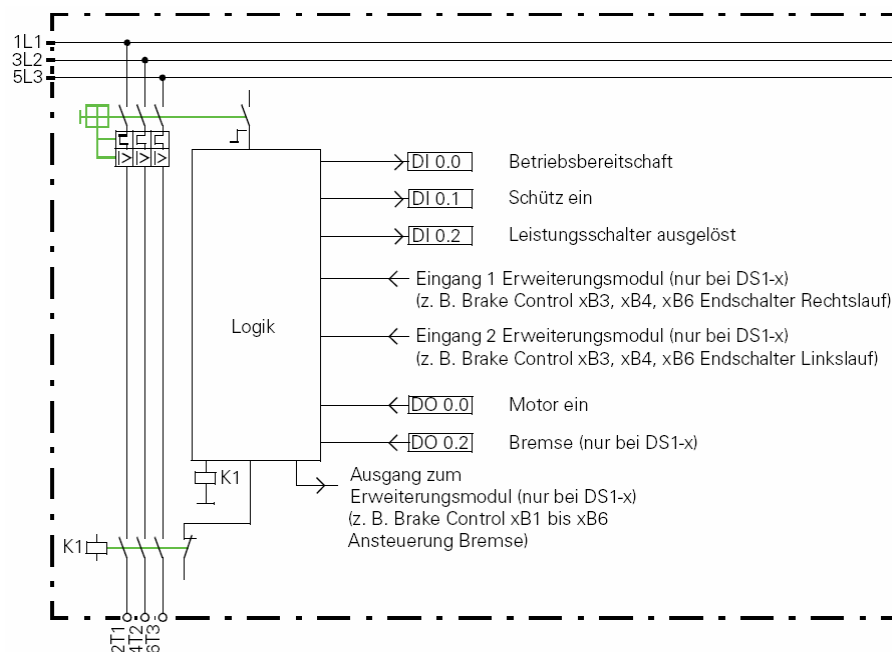 1L1
3L2
5L3
DI 0.0 Betriebsbereitschaft
DI 0.1 Schütz ein
DI 0.2 Leistungsschalter ausgelöst
Eingang 1 Erweiterungsmodul (nur bei DS1-x)
(z. B. Brake Control xB3, xB4, xB6 Endschalter Rechtslauf)
Logik
Eingang 2 Erweiterungsmodul (nur bei DS1-x)
(z. B. Brake Control xB3, xB4, xB6 Endschalter Linkslauf)
DO 0.0 Motor ein
DO 0.2 Bremse (nur bei DS1-x)
K1
Ausgang zum
Erweiterungsmodul (nur bei DS1-x)
(z. B. Brake Control xB1 bis xB6
Ansteuerung Bremse)
K1
2T1
4T2
6T3